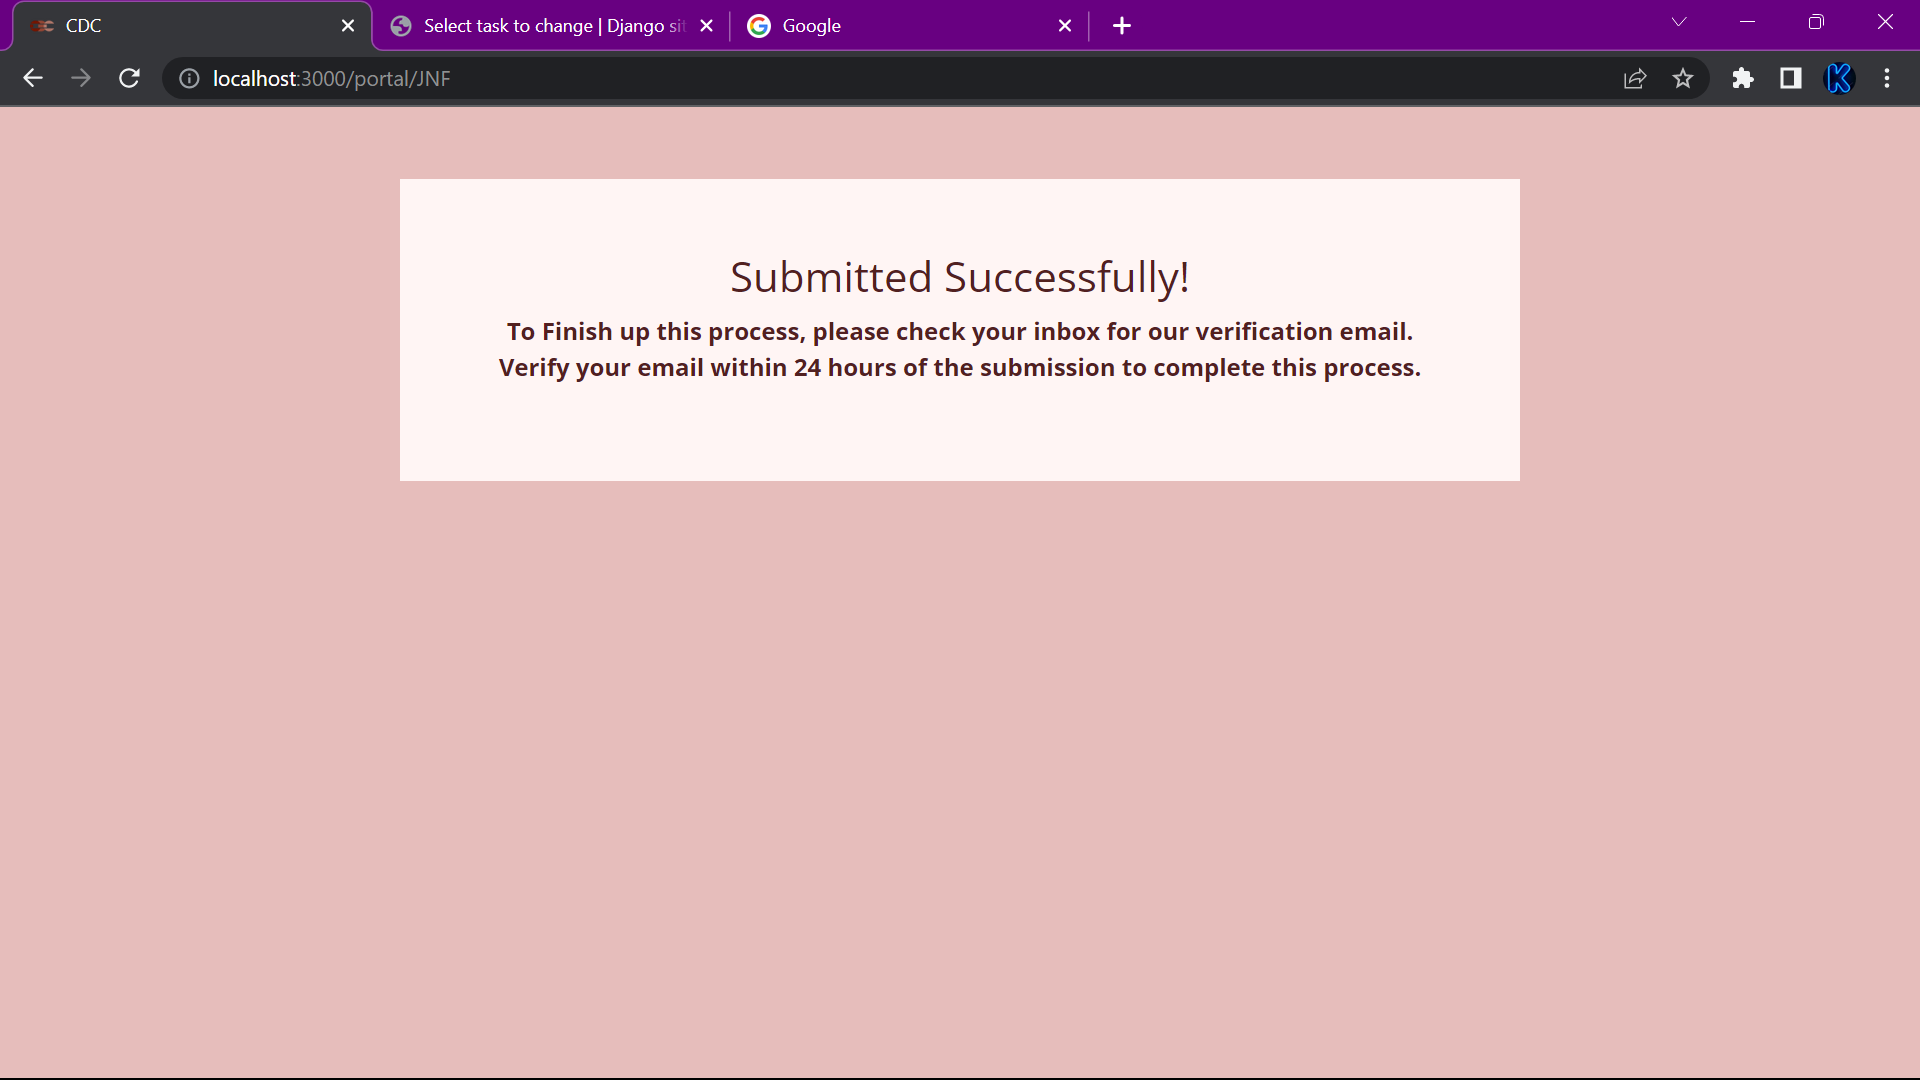 CDC
Select task to change | Django si
Google
localhost:3000/portal/JNF
K
Submitted Successfully!
To Finish up this process, please check your inbox for our verification email.
Verify your email within 24 hours of the submission to complete this process.